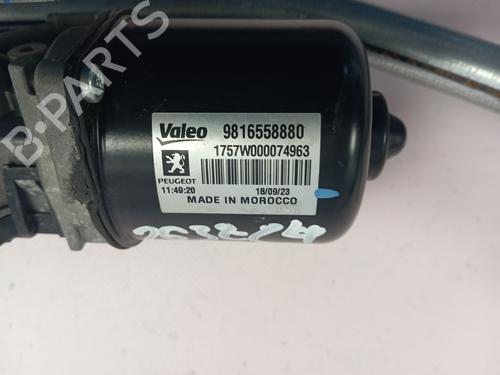 B-PARTS
Valeo 9816558880
1757W000074963
PEUGEOT
11:49:20 18/09/23
MADE IN MOROCCO